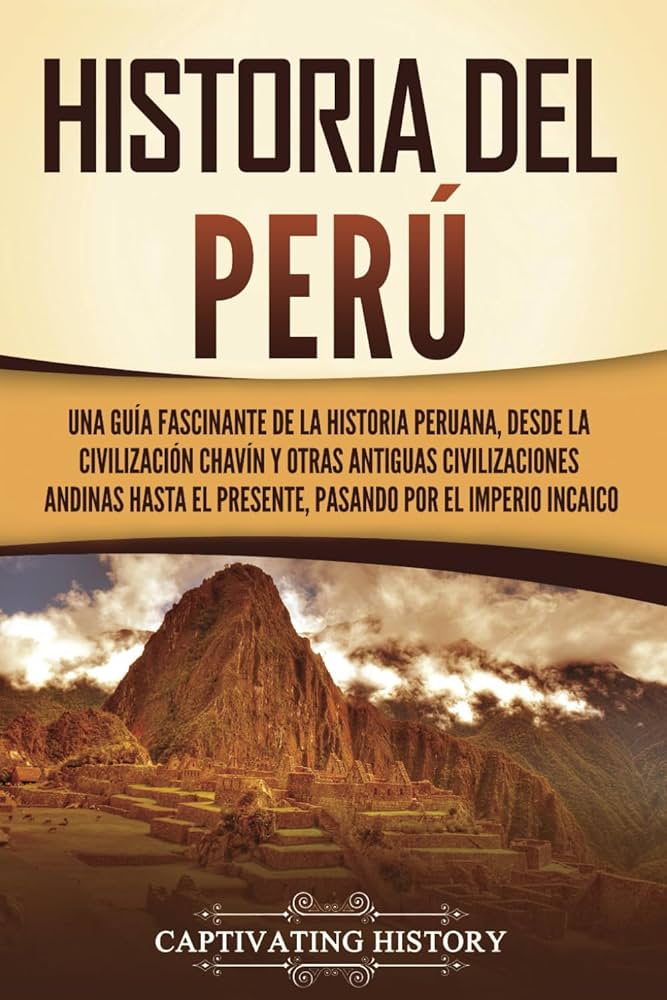 HISTORIA DEL
PERÚ
UNA GUÍA FASCINANTE DE LA HISTORIA PERUANA, DESDE LA
CIVILIZACIÓN CHAVÍN Y OTRAS ANTIGUAS CIVILIZACIONES
ANDINAS HASTA EL PRESENTE, PASANDO POR EL IMPERIO INCAICO
CAPTIVATING HISTORY